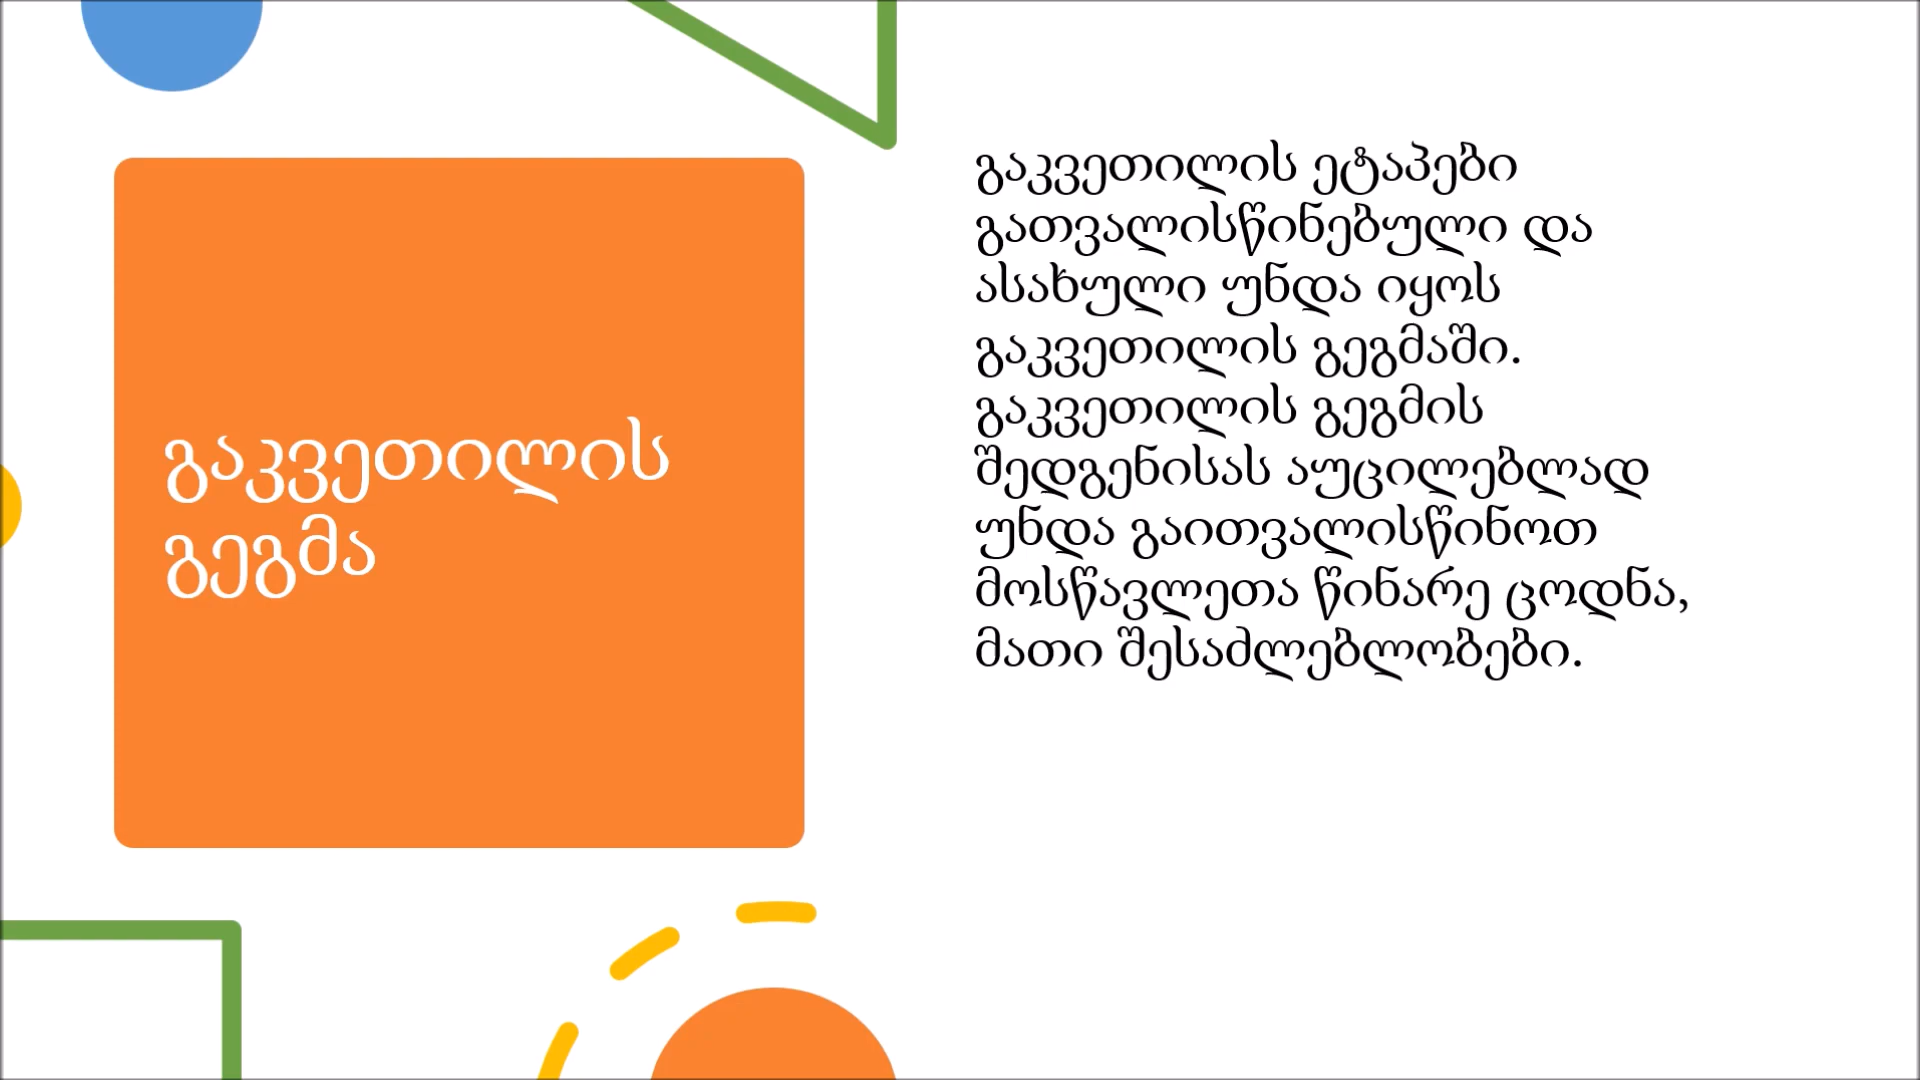 გაკვეთილის
გეგმა
გაკვეთილის ეტაპები
გათვალისწინებული და
ასახული უნდა იყოს
გაკვეთილის გეგმაში.
გაკვეთილის გეგმის
შედგენისას აუცილებლად
უნდა გაითვალისწინოთ
მოსწავლეთა წინარე ცოდნა,
მათი შესაძლებლობები.